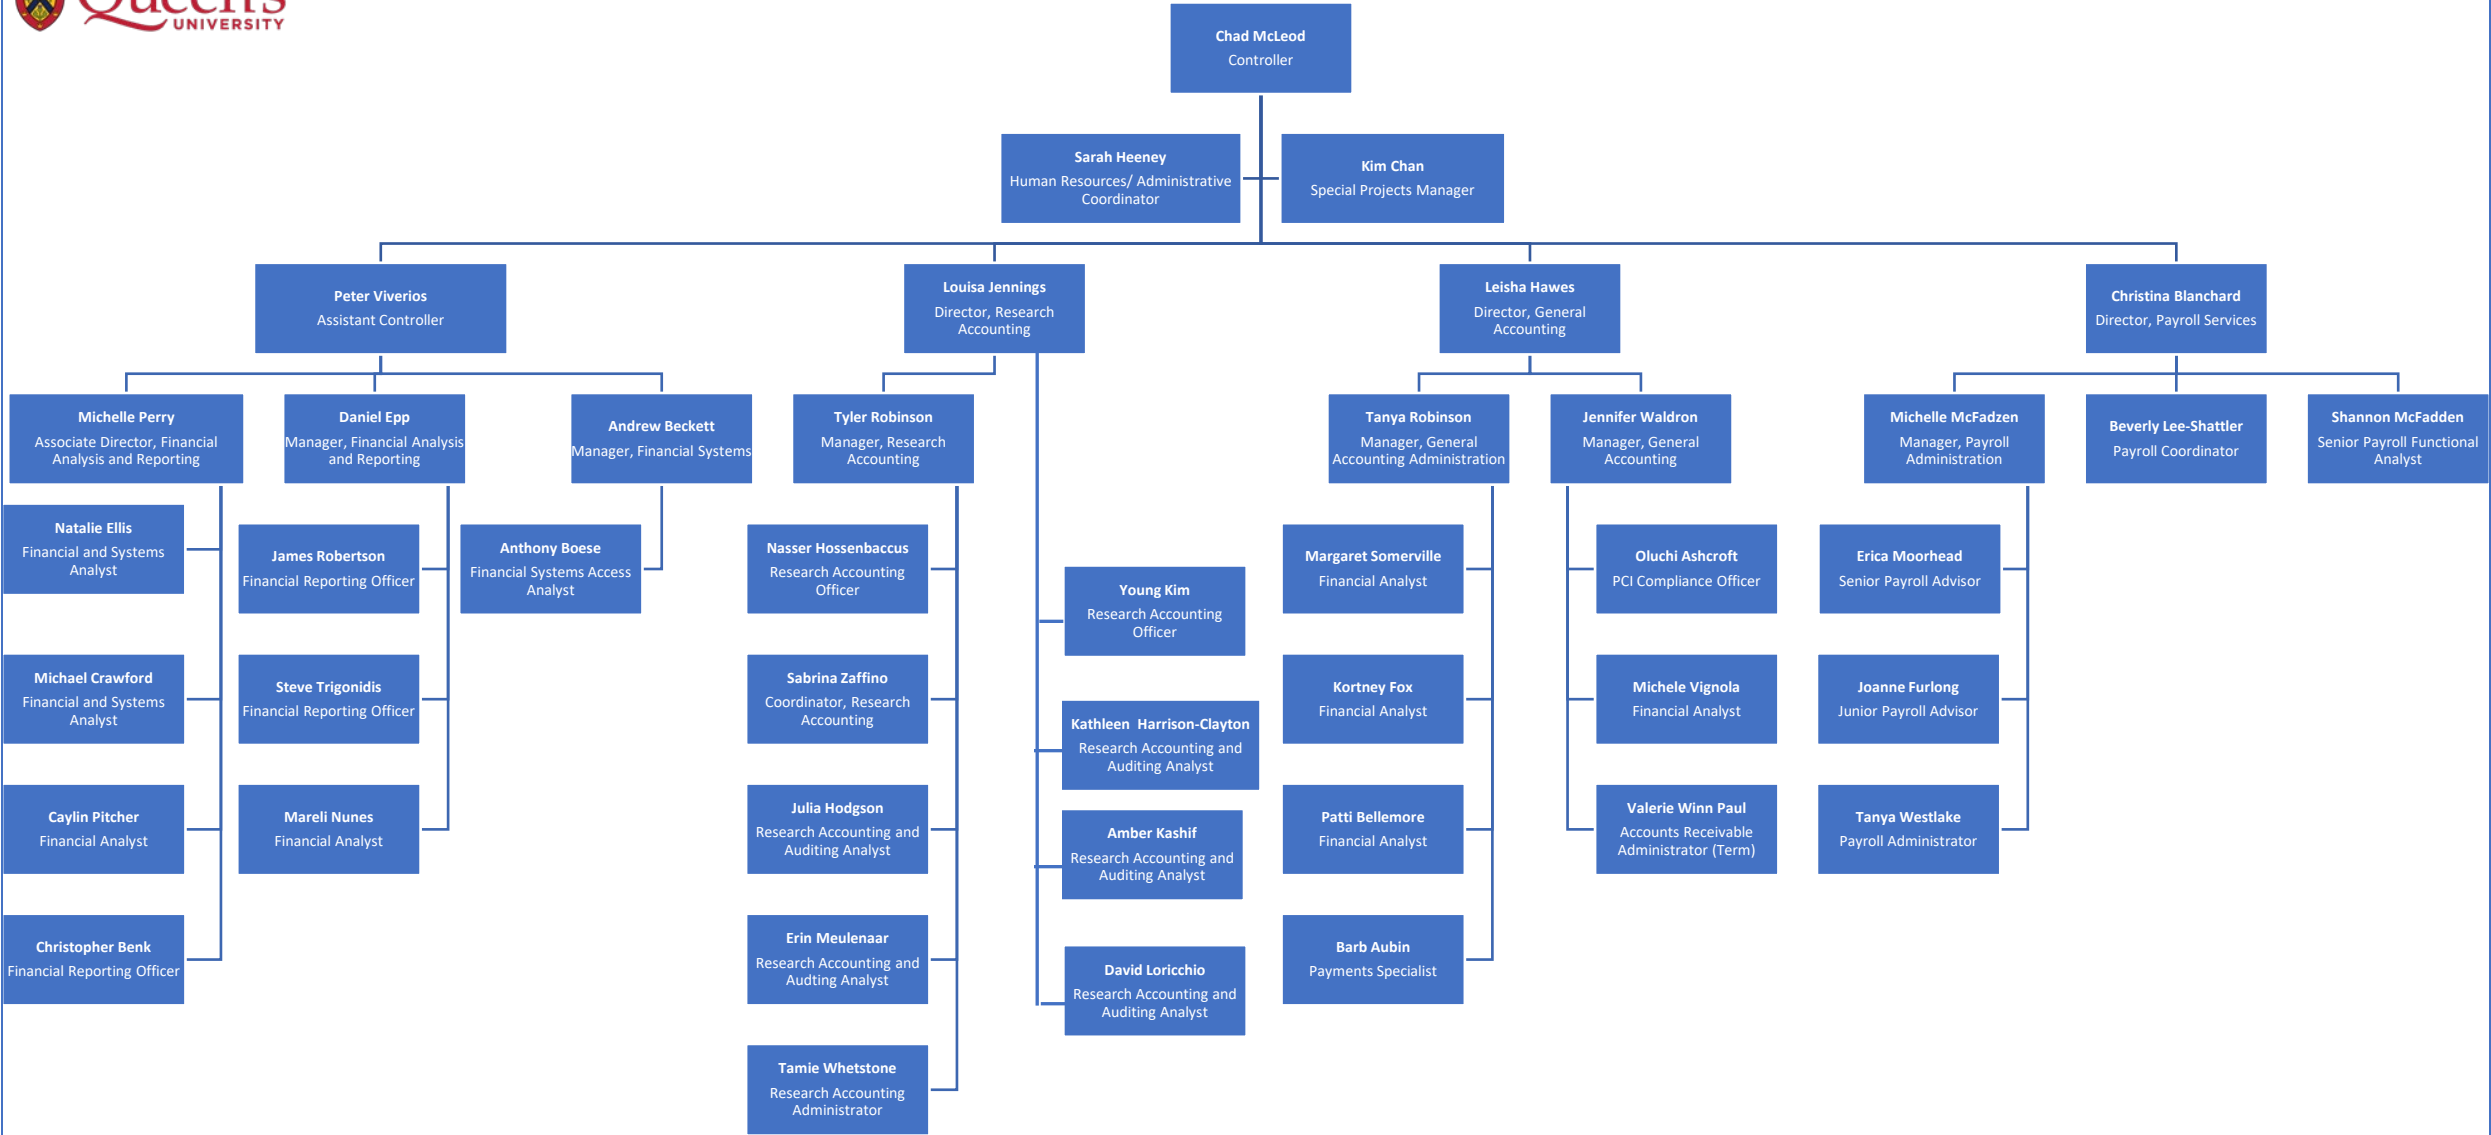 Queen's
UNIVERSITY
Chad McLeod
Controller
Sarah Heeney
Human Resources/ Administrative
Coordinator
Kim Chan
Special Projects Manager
Peter Viverios
Assistant Controller
Louisa Jennings
Director, Research
Accounting
Leisha Hawes
Director, General
Accounting
Christina Blanchard
Director, Payroll Services
Michelle Perry
Associate Director, Financial
Analysis and Reporting
Daniel Epp
Manager, Financial Analysis
and Reporting
Andrew Beckett
Manager, Financial Systems
Tyler Robinson
Manager, Research
Accounting
Tanya Robinson
Manager, General
Accounting Administration
Jennifer Waldron
Manager, General
Accounting
Michelle McFadzen
Manager, Payroll
Administration
Beverly Lee-Shattler
Payroll Coordinator
Shannon McFadden
Senior Payroll Functional
Analyst
Natalie Ellis
Financial and Systems
Analyst
Michael Crawford
Financial and Systems
Analyst
Caylin Pitcher
Financial Analyst
Christopher Benk
Financial Reporting Officer
James Robertson
Financial Reporting Officer
Steve Trigonidis
Financial Reporting Officer
Mareli Nunes
Financial Analyst
Anthony Boese
Financial Systems Access
Analyst
Nasser Hossenbaccus
Research Accounting
Officer
Sabrina Zaffino
Coordinator, Research
Accounting
Julia Hodgson
Research Accounting and
Auditing Analyst
Erin Meulenaar
Research Accounting and
Audting Analyst
Tamie Whetstone
Research Accounting
Administrator
Young Kim
Research Accounting
Officer
Kathleen  Harrison-Clayton
Research Accounting and
Auditing Analyst
Amber Kashif
Research Accounting and
Auditing Analyst
David Loricchio
Research Accounting and
Auditing Analyst
Margaret Somerville
Financial Analyst
Kortney Fox
Financial Analyst
Patti Bellemore
Financial Analyst
Barb Aubin
Payments Specialist
Oluchi Ashcroft
PCI Compliance Officer
Michele Vignola
Financial Analyst
Valerie Winn Paul
Accounts Receivable
Administrator (Term)
Erica Moorhead
Senior Payroll Advisor
Joanne Furlong
Junior Payroll Advisor
Tanya Westlake
Payroll Administrator